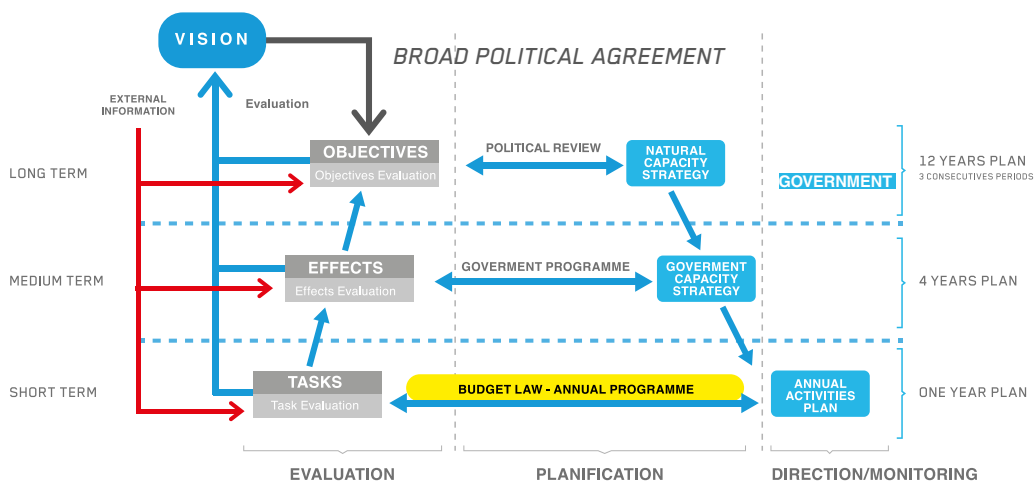 VISION
BROAD POLITICAL AGREEMENT
EXTERNAL
INFORMATION
Evaluation
LONG TERM
OBJECTIVES
Objectives Evaluation
POLITICAL REVIEW
NATURAL
CAPACITY
STRATEGY
GOVERNMENT
12 YEARS PLAN
3 CONSECUTIVES PERIODS
MEDIUM TERM
EFFECTS
Effects Evaluation
GOVERMENT PROGRAMME
GOVERMENT
CAPACITY
STRATEGY
4 YEARS PLAN
SHORT TERM
TASKS
Task Evaluation
BUDGET LAW - ANNUAL PROGRAMME
ANNUAL
ACTIVITIES
PLAN
ONE YEAR PLAN
EVALUATION
PLANIFICATION
DIRECTION/MONITORING